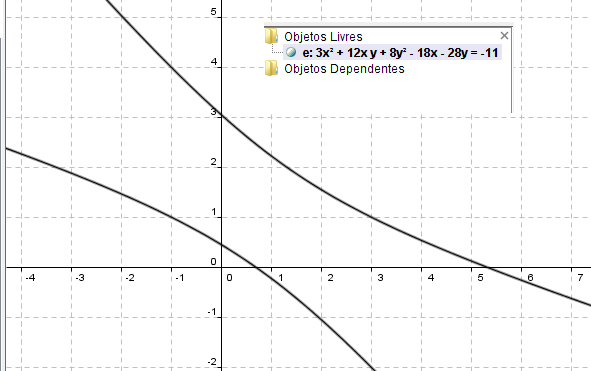 5
Objetos Livres
e: 3x² + 12x y + 8y² - 18x - 28y = -11
Objetos Dependentes
4
3
2
1
0
-4 -3 -2 -1 0 1 2 3 4 5 6 7
-1
-2